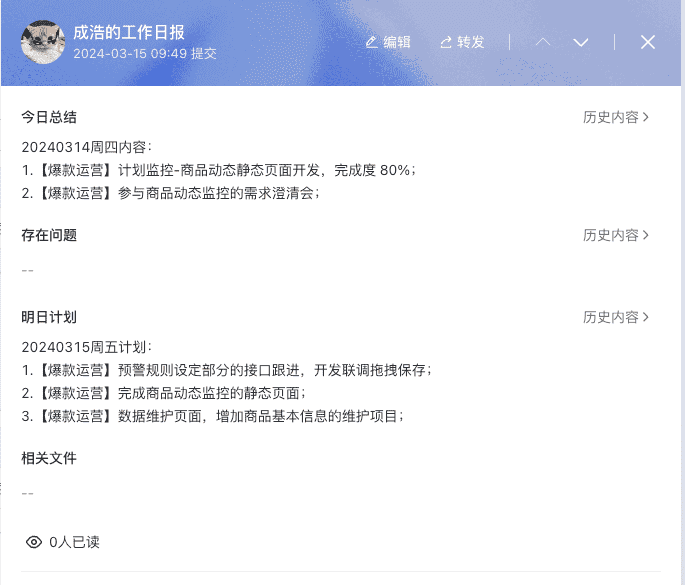 成浩的工作日报
2024-03-15 09:49 提交
编辑
转发
今日总结
历史内容
20240314周四内容：
1.【爆款运营】计划监控-商品动态静态页面开发，完成度 80%；
2.【爆款运营】参与商品动态监控的需求澄清会；
存在问题
历史内容
--
明日计划
历史内容
20240315周五计划：
1.【爆款运营】预警规则设定部分的接口跟进，开发联调拖拽保存；
2.【爆款运营】完成商品动态监控的静态页面；
3.【爆款运营】数据维护页面，增加商品基本信息的维护项目；
相关文件
--
0人已读